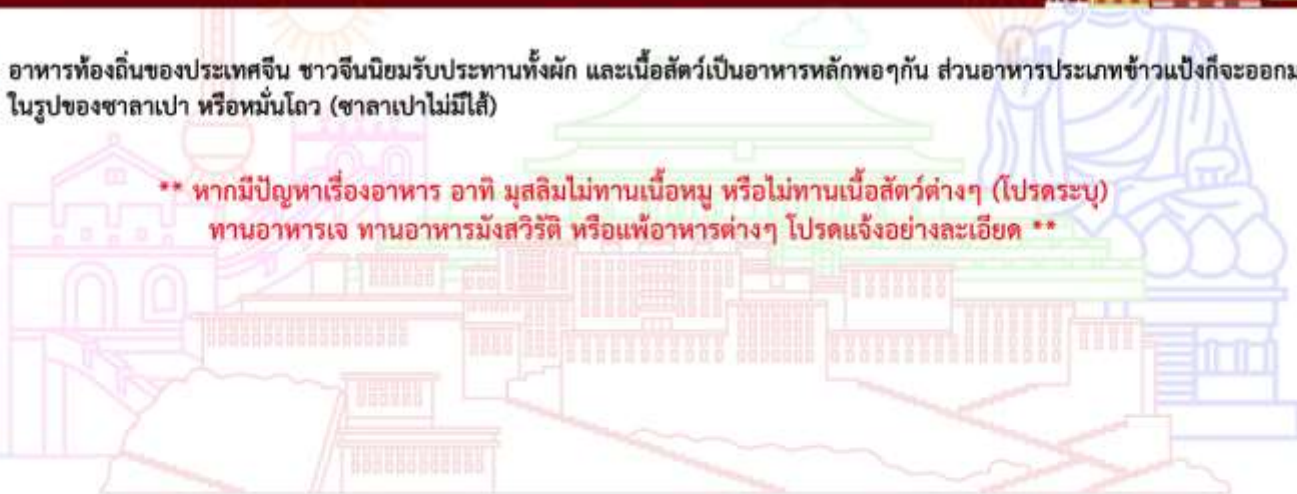 อาหารท้องถิ่นของประเทศจีน ชาวจีนนิยมรับประทานทั้งผัก และเนื้อสัตว์เป็นอาหารหลักพอๆกัน ส่วนอาหารประเภทข้าวแป้งก็จะออกม
ในรูปของซาลาเปา หรือหมั่นโถว (ซาลาเปาไม่มีไส้)
** หากมีปัญหาเรื่องอาหาร อาทิ มุสลิมไม่ทานเนื้อหมู หรือไม่ทานเนื้อสัตว์ต่างๆ (โปรดระบุ)
ทานอาหารเจ ทานอาหารมังสวิรัติ หรือแพ้อาหารต่างๆ โปรดแจ้งอย่างละเอียด **